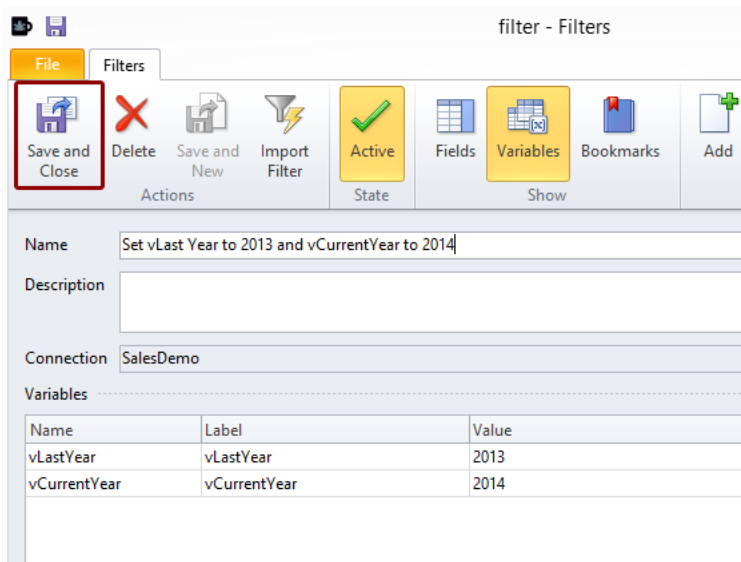 filter - Filters
File Filters
Save and Close Delete Save and New Import Filter Active Fields Variables Bookmarks Add
Actions State Show
Name Set vLast Year to 2013 and vCurrentYear to 2014
Description
Connection SalesDemo
Variables
Name Label Value
vLastYear vLastYear 2013
vCurrentYear vCurrentYear 2014